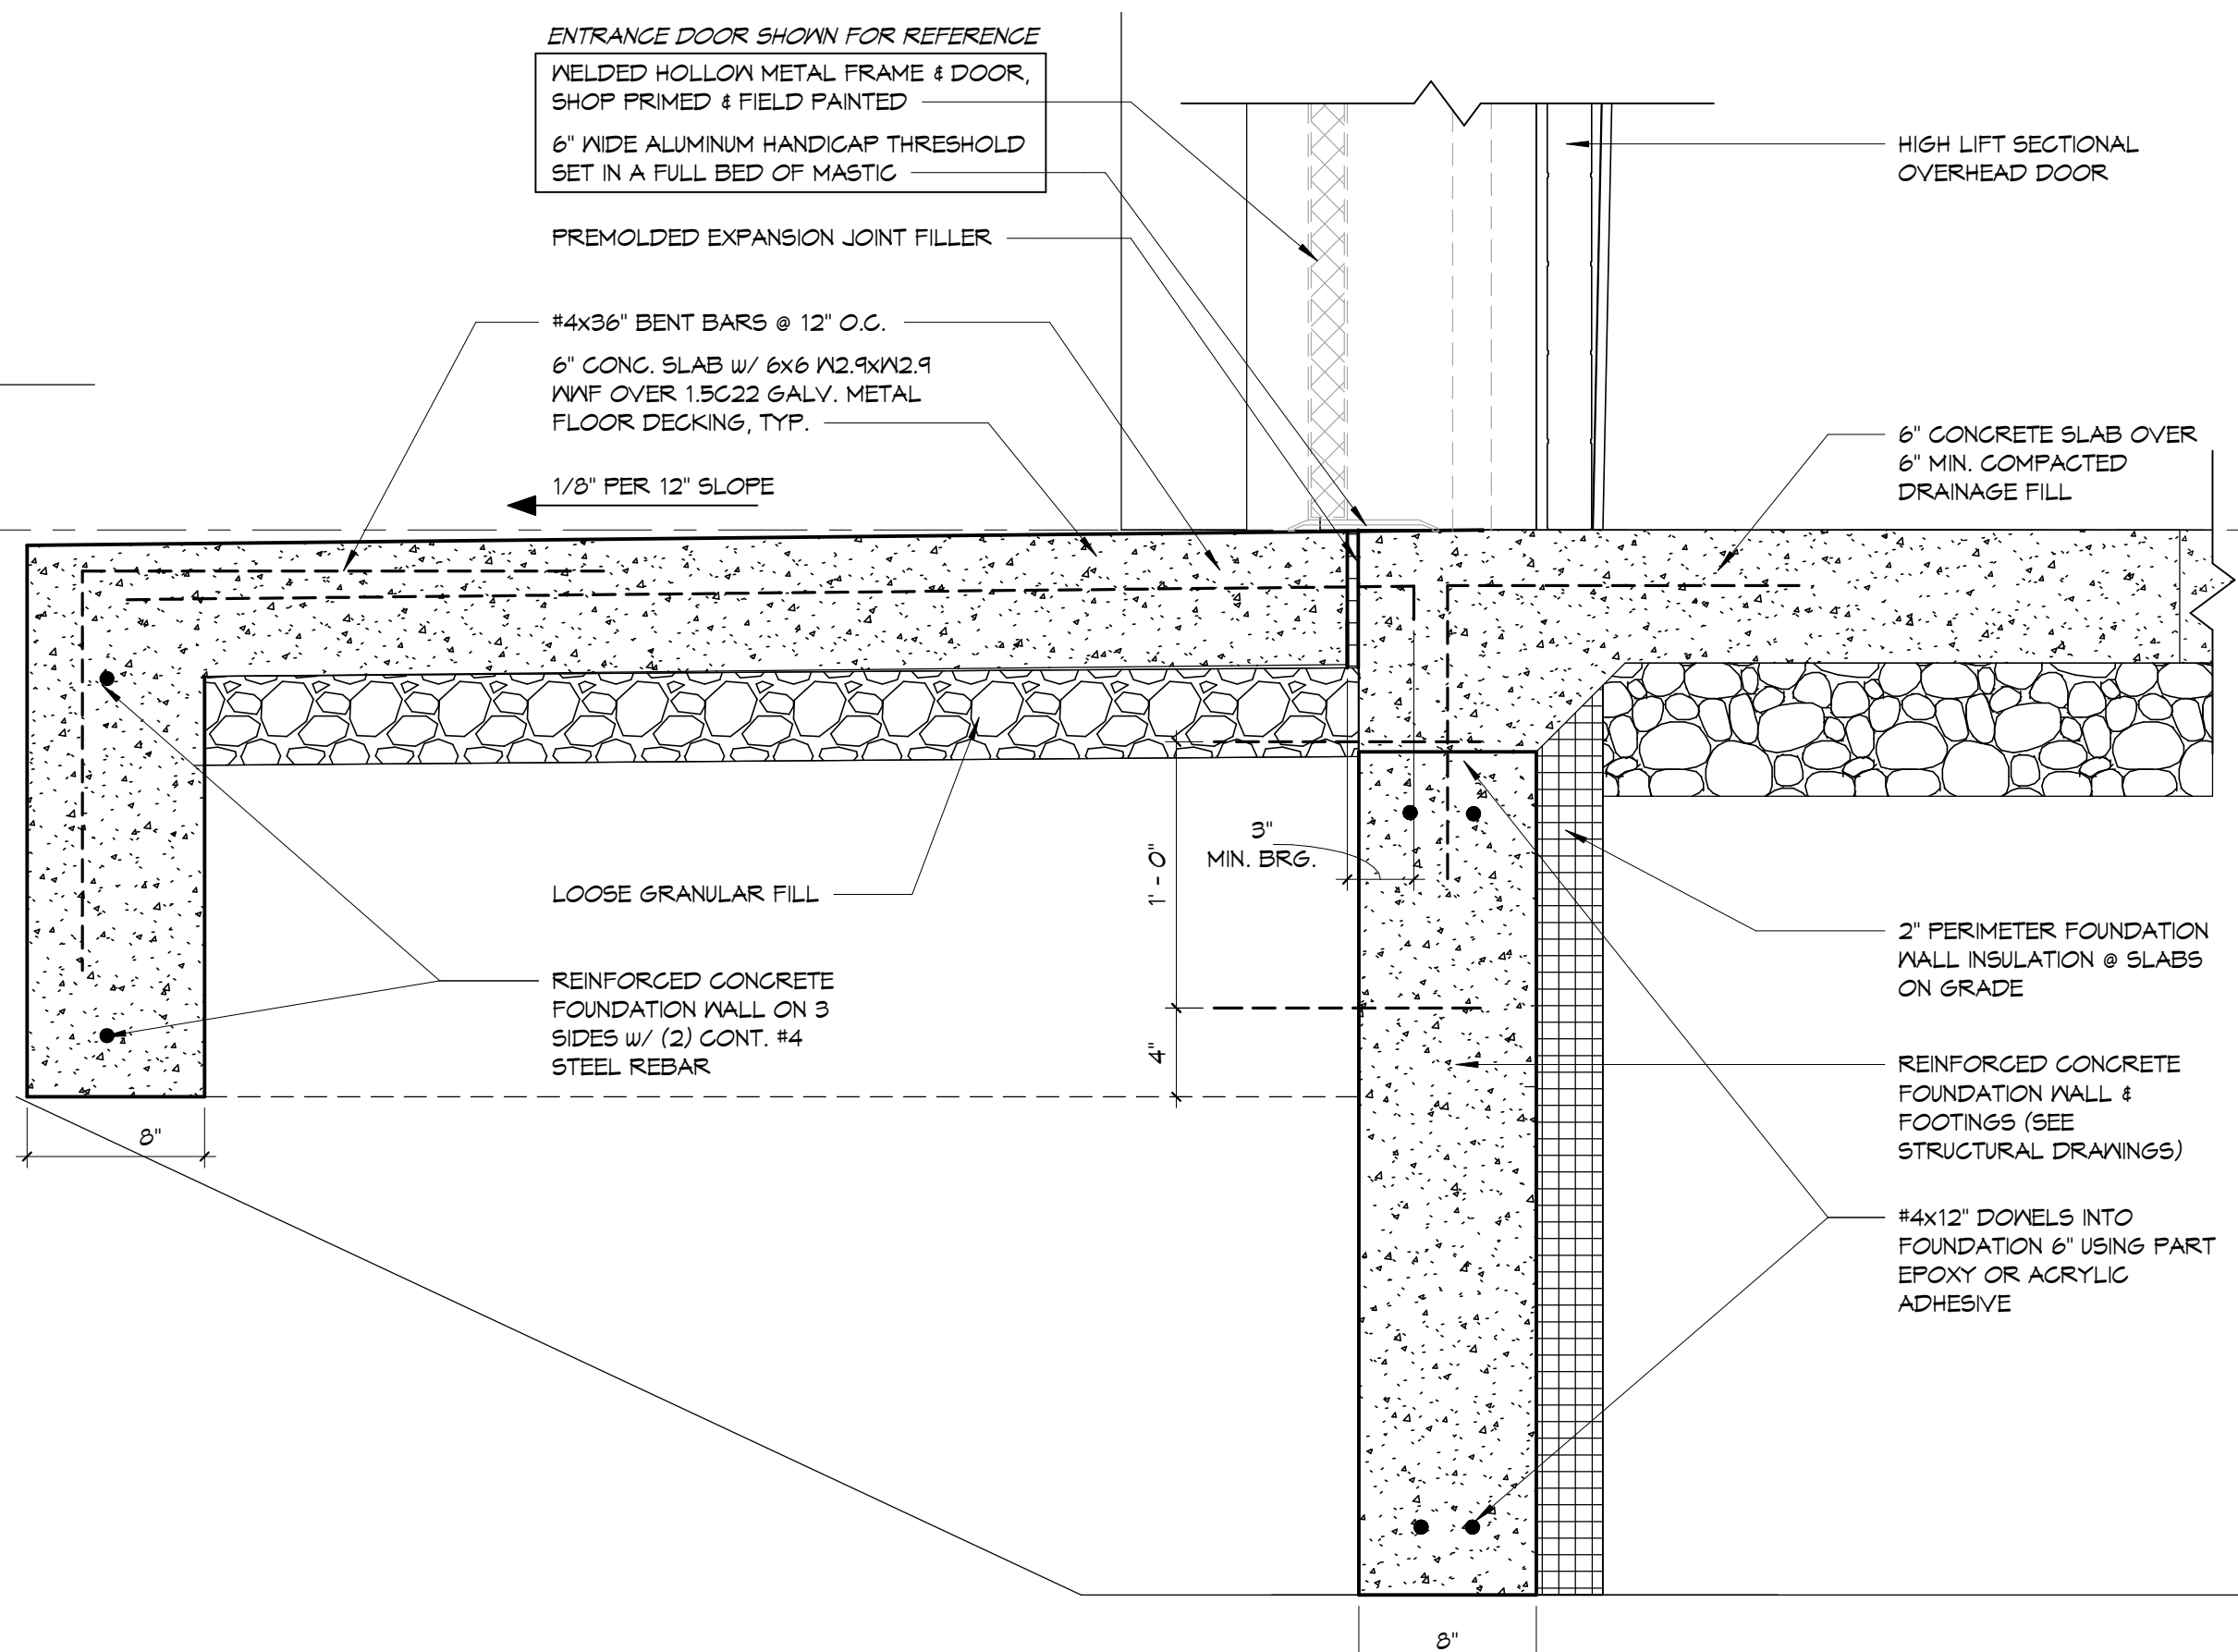 ENTRANCE DOOR SHOWN FOR REFERENCE
WELDED HOLLOW METAL FRAME & DOOR,
SHOP PRIMED & FIELD PAINTED
6" WIDE ALUMINUM HANDICAP THRESHOLD
SET IN A FULL BED OF MASTIC
PREMOLDED EXPANSION JOINT FILLER
#4x36" BENT BARS @ 12" O.C.
6" CONC. SLAB w/ 6x6 W2.9xW2.9
WWF OVER 1.5C22 GALV. METAL
FLOOR DECKING, TYP.
1/8" PER 12" SLOPE
HIGH LIFT SECTIONAL
OVERHEAD DOOR
6" CONCRETE SLAB OVER
6" MIN. COMPACTED
DRAINAGE FILL
3"
MIN. BRG.
1' - 0"
4"
LOOSE GRANULAR FILL
REINFORCED CONCRETE
FOUNDATION WALL ON 3
SIDES w/ (2) CONT. #4
STEEL REBAR
8"
2" PERIMETER FOUNDATION
WALL INSULATION @ SLABS
ON GRADE
REINFORCED CONCRETE
FOUNDATION WALL &
FOOTINGS (SEE
STRUCTURAL DRAWINGS)
#4x12" DOWELS INTO
FOUNDATION 6" USING PART
EPOXY OR ACRYLIC
ADHESIVE
8"